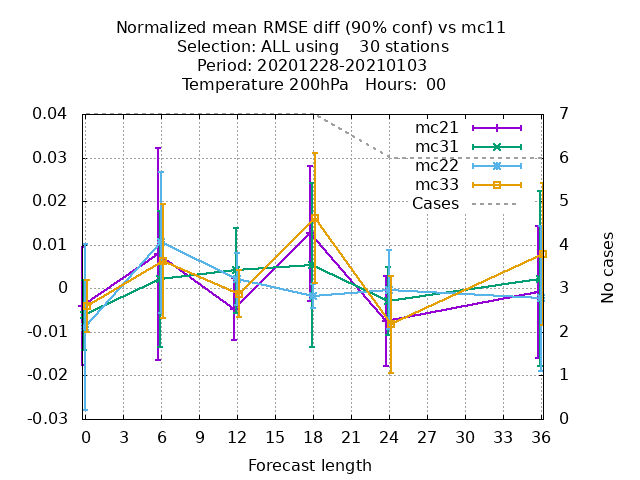 Normalized mean RMSE diff (90% conf) vs mc11
Selection: ALL using    30 stations
Period: 20201228-20210103
Temperature 200hPa   Hours:  00
0.04
0.03
0.02
0.01
0
-0.01
-0.02
-0.03
7
6
5
4
3
2
1
0
mc21
mc31
mc22
mc33
Cases
No cases
0 3 6 9 12 15 18 21 24 27 30 33 36
Forecast length